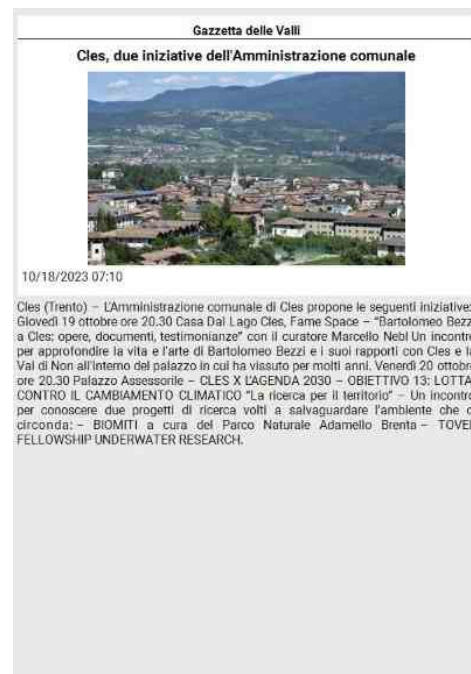 Gazzetta delle Valli
Cles, due iniziative dell'Amministrazione comunale
10/18/2023 07:10
Cles (Trento) – L'Amministrazione comunale di Cles propone le seguenti iniziative:
Giovedì 19 ottobre ore 20.30 Casa Dal Lago Cles, Fame Space – "Bartolomeo Bezz
a Cles: opere, documenti, testimonianze" con il curatore Marcello Nebl Un incontro
per approfondire la vita e l'arte di Bartolomeo Bezzi e i suoi rapporti con Cles e l
Val di Non all'interno del palazzo in cui ha vissuto per molti anni. Venerdì 20 ottobre
ore 20.30 Palazzo Assessorile – CLES X L'AGENDA 2030 – OBIETTIVO 13: LOTTA
CONTRO IL CAMBIAMENTO CLIMATICO "La ricerca per il territorio" – Un incontro
per conoscere due progetti di ricerca volti a salvaguardare l'ambiente che c
circonda: – BIOMITI a cura del Parco Naturale Adamello Brenta – TOVEL
FELLOWSHIP UNDERWATER RESEARCH.